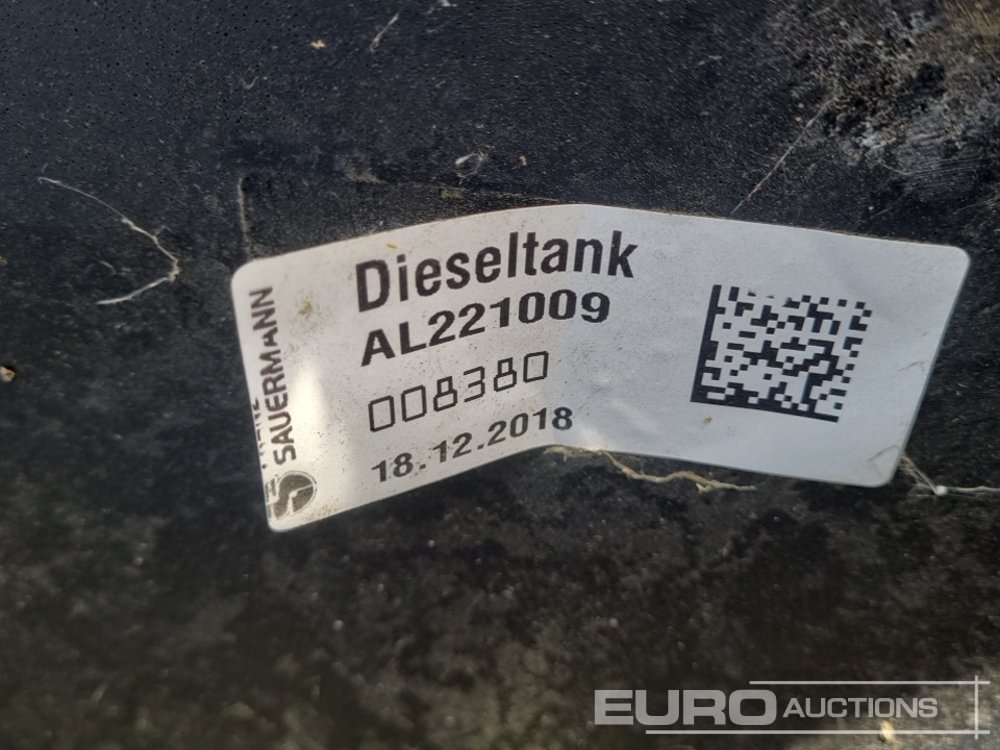 Dieseltank
AL221009
008380
18.12.2018
SAUERMANN
EURO AUCTIONS